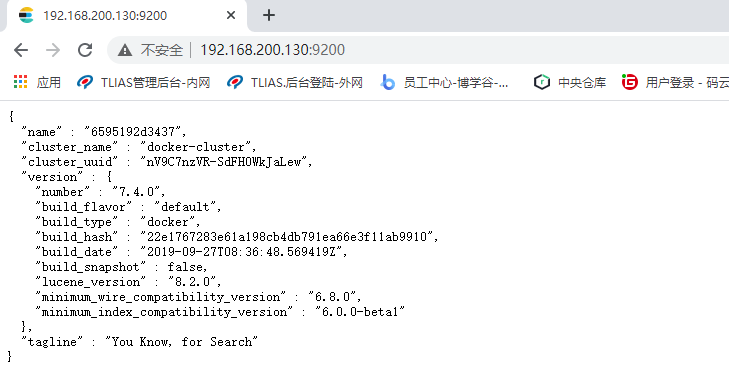 192.168.200.130:9200
不安全 | 192.168.200.130:9200
应用 TLIAS管理后台-内网 TLIAS.后台登陆-外网 员工中心-博学谷-... 中央仓库 用户登录 - 码云
{
"name" : "6595192d3437",
"cluster_name" : "docker-cluster",
"cluster_uuid" : "nV9C7nzVR-SdFHOWkJaLew",
"version" : {
"number" : "7.4.0",
"build_flavor" : "default",
"build_type" : "docker",
"build_hash" : "22e1767283e61a198cb4db791ea66e3f11ab9910",
"build_date" : "2019-09-27T08:36:48.569419Z",
"build_snapshot" : false,
"lucene_version" : "8.2.0",
"minimum_wire_compatibility_version" : "6.8.0",
"minimum_index_compatibility_version" : "6.0.0-beta1"
},
"tagline" : "You Know, for Search"
}